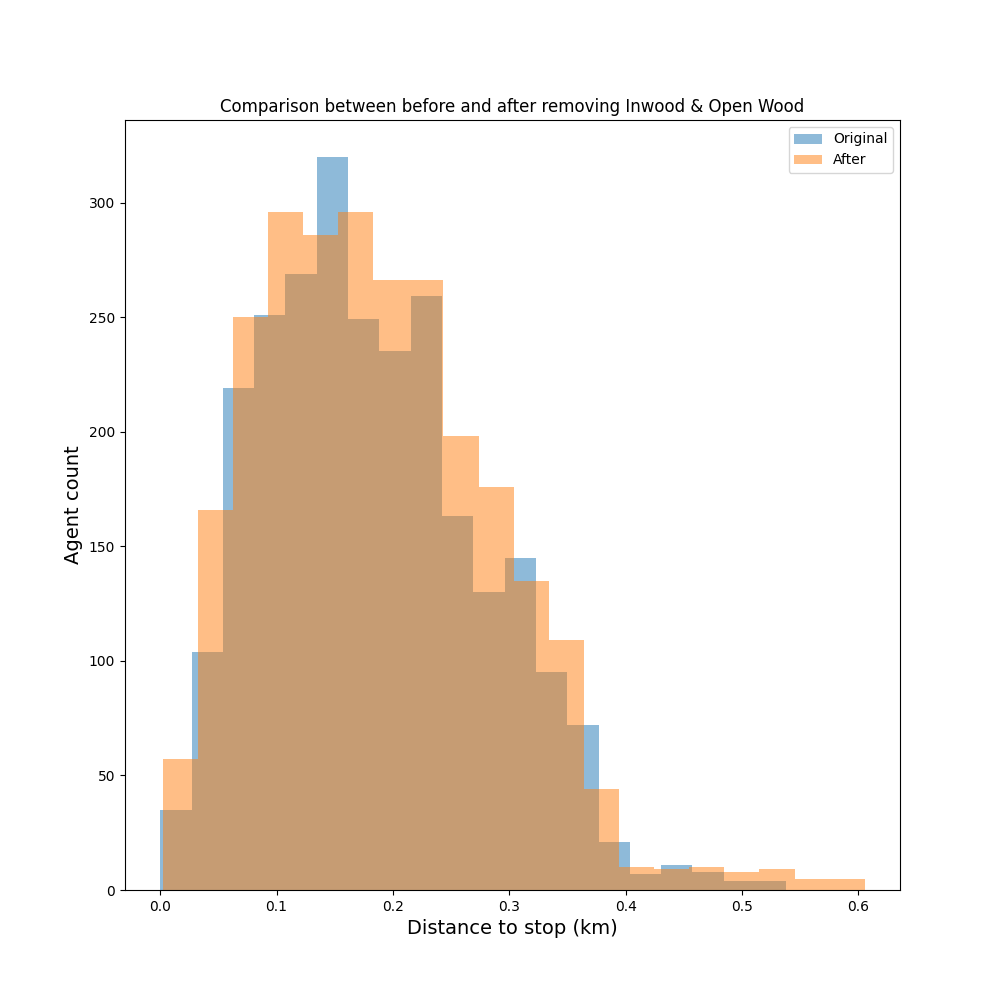 Comparison between before and after removing Inwood & Open Wood
Original
After
300
250
200
150
100
50
0
Agent count
0.0 0.1 0.2 0.3 0.4 0.5 0.6
Distance to stop (km)